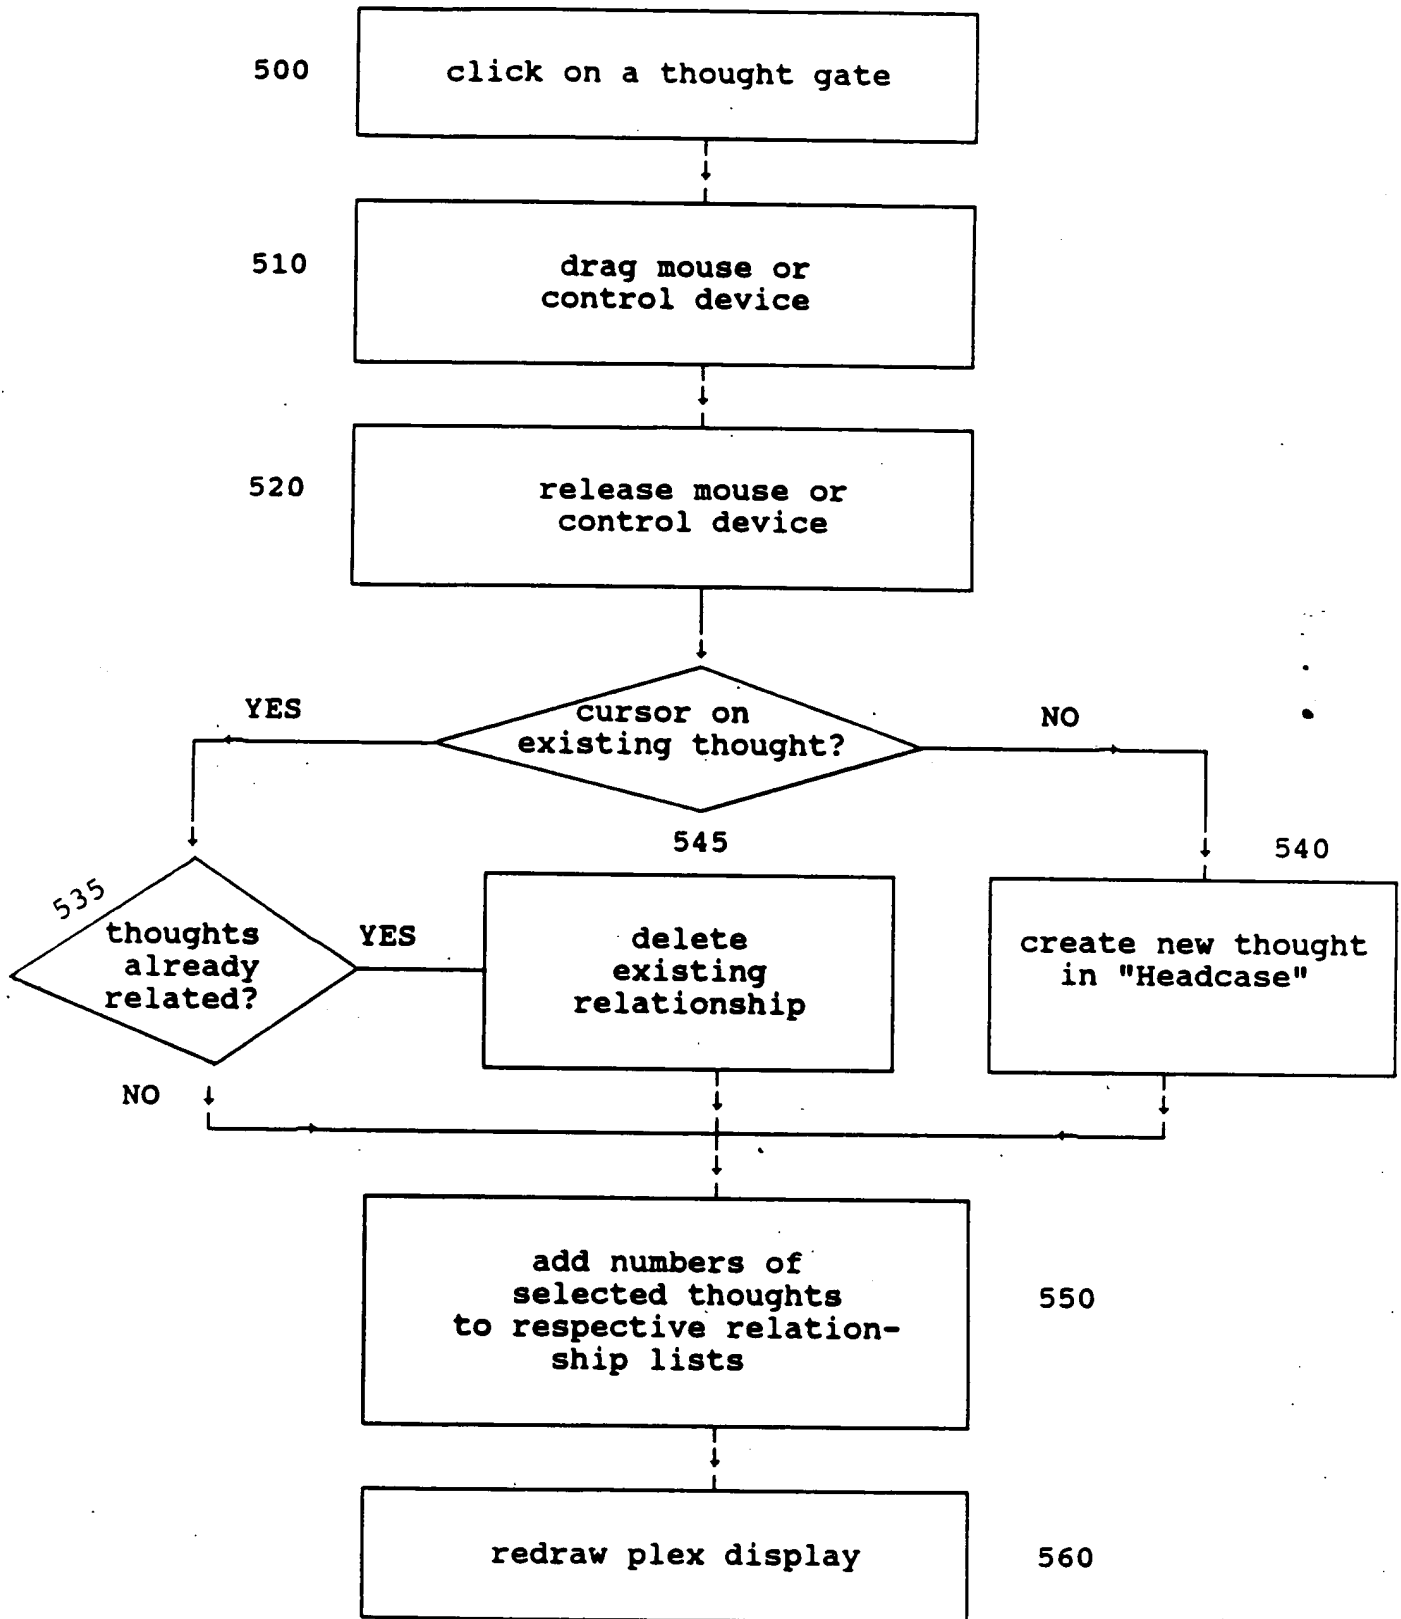 500
click on a thought gate
510
drag mouse or
control device
520
release mouse or
control device
YES
cursor on
existing thought?
NO
545
540
535
thoughts
already
related?
YES
delete
existing
relationship
create new thought
in "Headcase"
NO
add numbers of
selected thoughts
to respective relation-
ship lists
550
redraw plex display
560